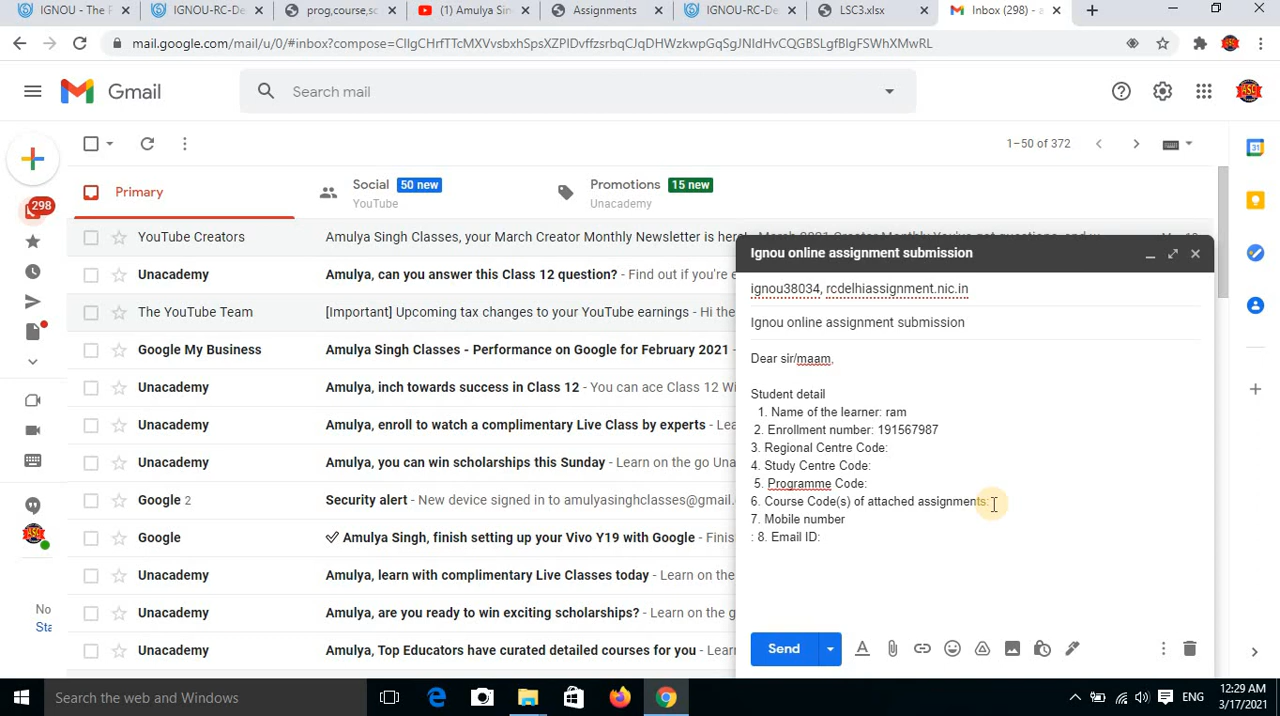 IGNOU - The P
IGNOU-RC-De
prog,course,sc
(1) Amulya Sin
Assignments
IGNOU-RC-De
LSC3.xlsx
Inbox (298) - a
mail.google.com/mail/u/0/#inbox?compose=CllgCHrfTTcMXVvsbxhSpsXZPlDvffzsrbqCJqDHWzkwpGqSgJNldHvCQGBSLgfBlgFSWhXMwRL
Gmail
Search mail
1–50 of 372
298
Primary
Social 50 new
YouTube
Promotions 15 new
Unacademy
YouTube Creators Amulya Singh Classes, your March Creator Monthly Newsletter is here!
Unacademy Amulya, can you answer this Class 12 question? - Find out if you're e
The YouTube Team [Important] Upcoming tax changes to your YouTube earnings - Hi the
Google My Business Amulya Singh Classes - Performance on Google for February 2021
Unacademy Amulya, inch towards success in Class 12 - You can ace Class 12 Wi
Unacademy Amulya, enroll to watch a complimentary Live Class by experts -
Unacademy Amulya, you can win scholarships this Sunday - Learn on the go Una
Google 2 Security alert - New device signed in to amulyasinghclasses@gmail.
Google Amulya Singh, finish setting up your Vivo Y19 with Google - Finis
Unacademy Amulya, learn with complimentary Live Classes today - Learn on the
Unacademy Amulya, are you ready to win exciting scholarships? - Learn on the
Unacademy Amulya, Top Educators have curated detailed courses for you - Learn
No
Sta
Ignou online assignment submission
ignou38034, rcdelhiassignment.nic.in
Ignou online assignment submission
Dear sir/maam,
Student detail
1. Name of the learner: ram
2. Enrollment number: 191567987
3. Regional Centre Code:
4. Study Centre Code:
5. Programme Code:
6. Course Code(s) of attached assignments:
7. Mobile number
: 8. Email ID:
Send
31
Search the web and Windows
ENG
12:29 AM
3/17/2021